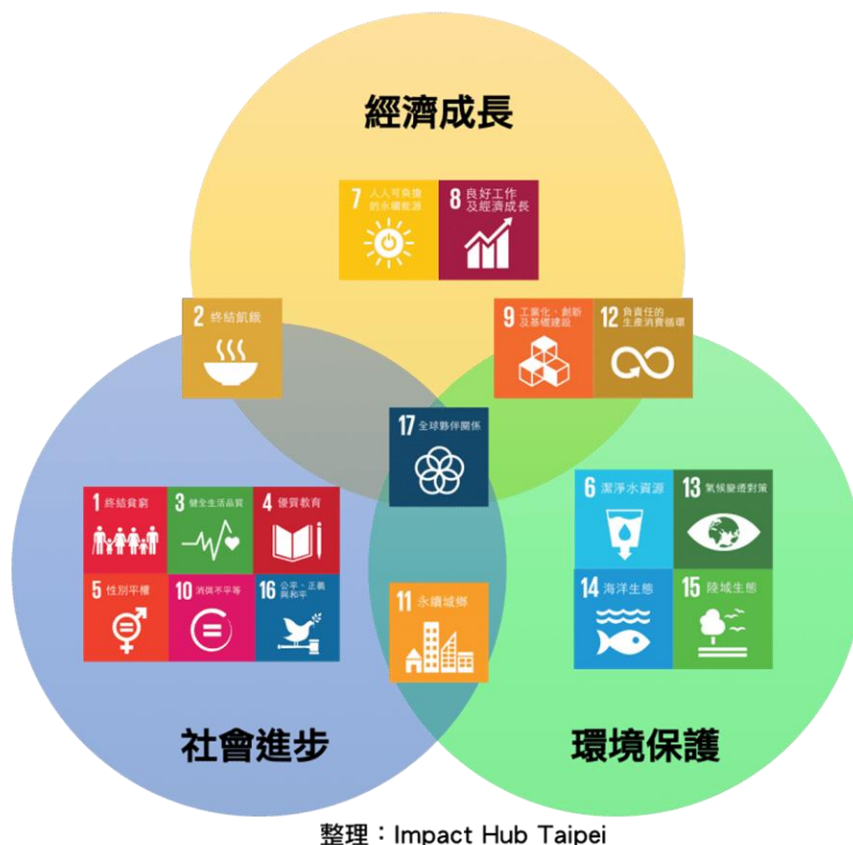 經濟成長
7 人人可負擔
的永續能源
8 良好工作
及經濟成長
2 終結飢餓
9 工業化、創新
及基礎建設
12 負責任的
生產消費循環
17 全球夥伴關係
1 終結貧窮
3 健全生活品質
4 優質教育
5 性別平權
10 消弭不平等
16 公平、正義
與和平
11 永續城鄉
6 潔淨水資源
13 氣候變遷對策
14 海洋生態
15 陸域生態
社會進步
環境保護
整理：Impact Hub Taipei